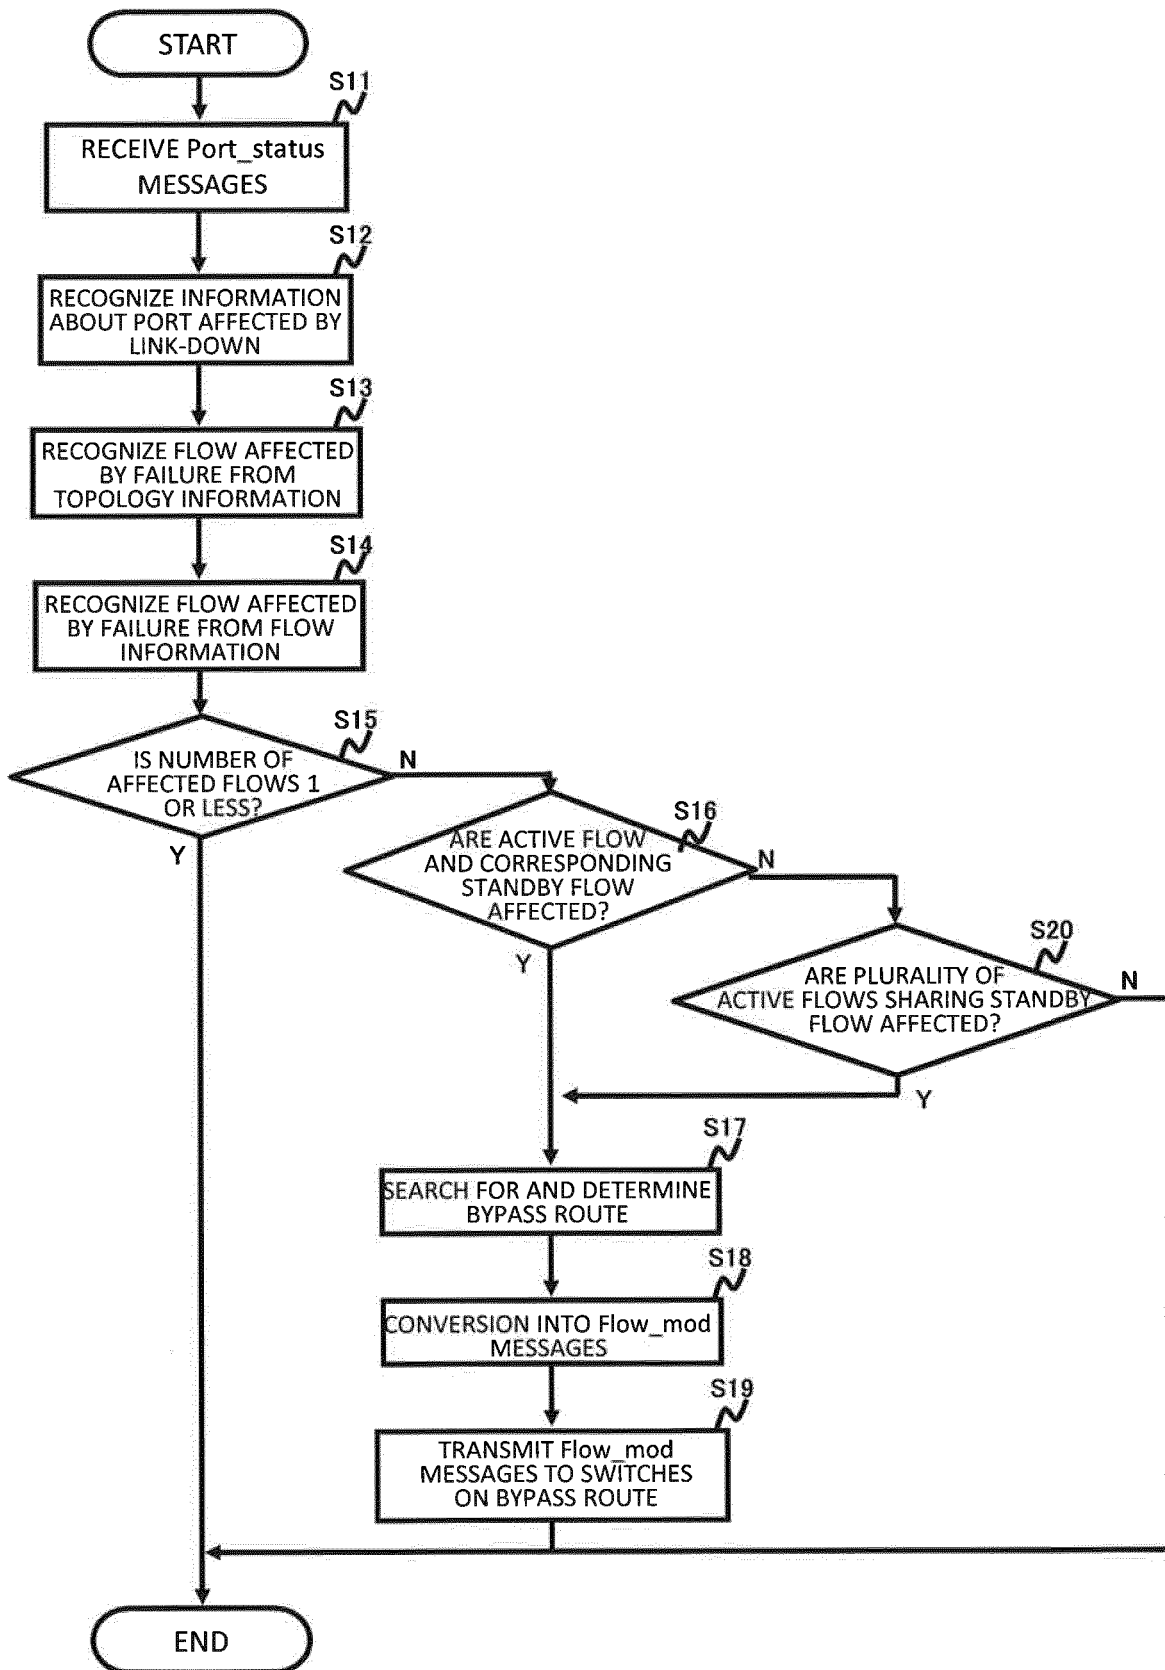 START
S11
RECEIVE Port_status
MESSAGES
S12
RECOGNIZE INFORMATION
ABOUT PORT AFFECTED BY
LINK-DOWN
S13
RECOGNIZE FLOW AFFECTED
BY FAILURE FROM
TOPOLOGY INFORMATION
S14
RECOGNIZE FLOW AFFECTED
BY FAILURE FROM FLOW
INFORMATION
S15
IS NUMBER OF
AFFECTED FLOWS 1
OR LESS?
N
Y
S16
ARE ACTIVE FLOW
AND CORRESPONDING
STANDBY FLOW
AFFECTED?
N
Y
S20
ARE PLURALITY OF
ACTIVE FLOWS SHARING STANDBY
FLOW AFFECTED?
N
Y
S17
SEARCH FOR AND DETERMINE
BYPASS ROUTE
S18
CONVERSION INTO Flow_mod
MESSAGES
S19
TRANSMIT Flow_mod
MESSAGES TO SWITCHES
ON BYPASS ROUTE
END